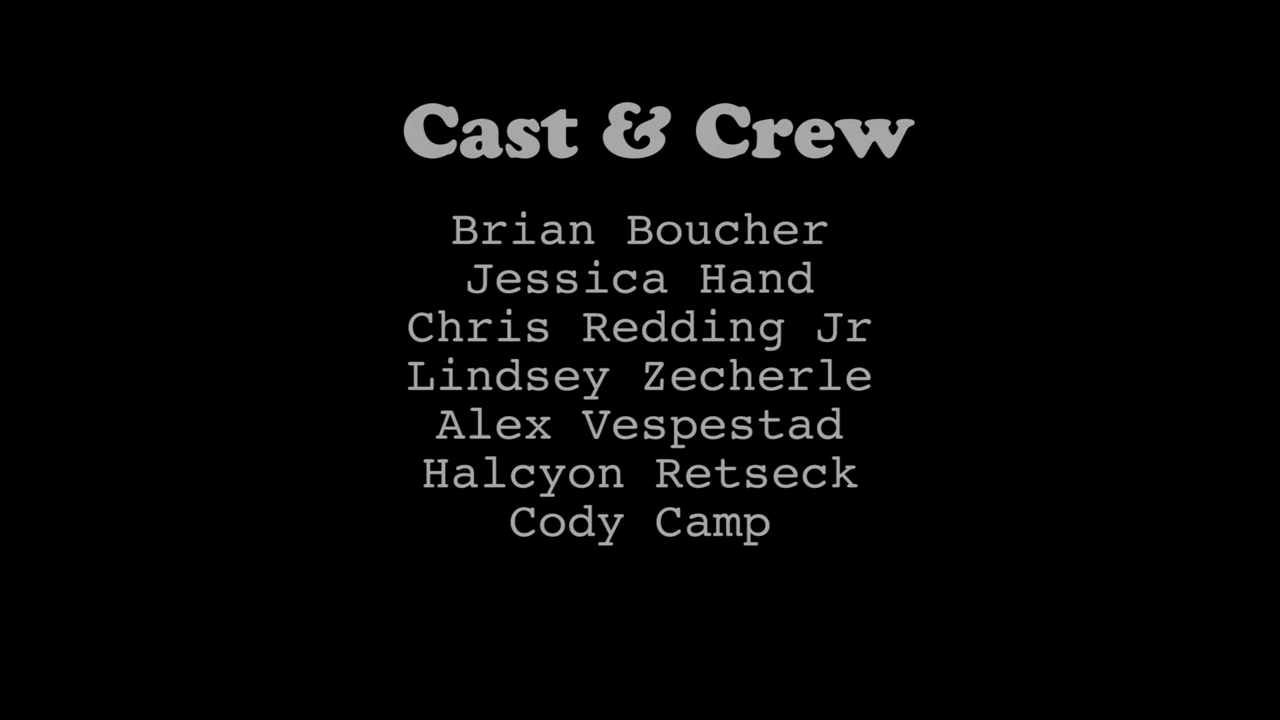 Cast & Crew
Brian Boucher
Jessica Hand
Chris Redding Jr
Lindsey Zecherle
Alex Vespestad
Halcyon Retseck
Cody Camp